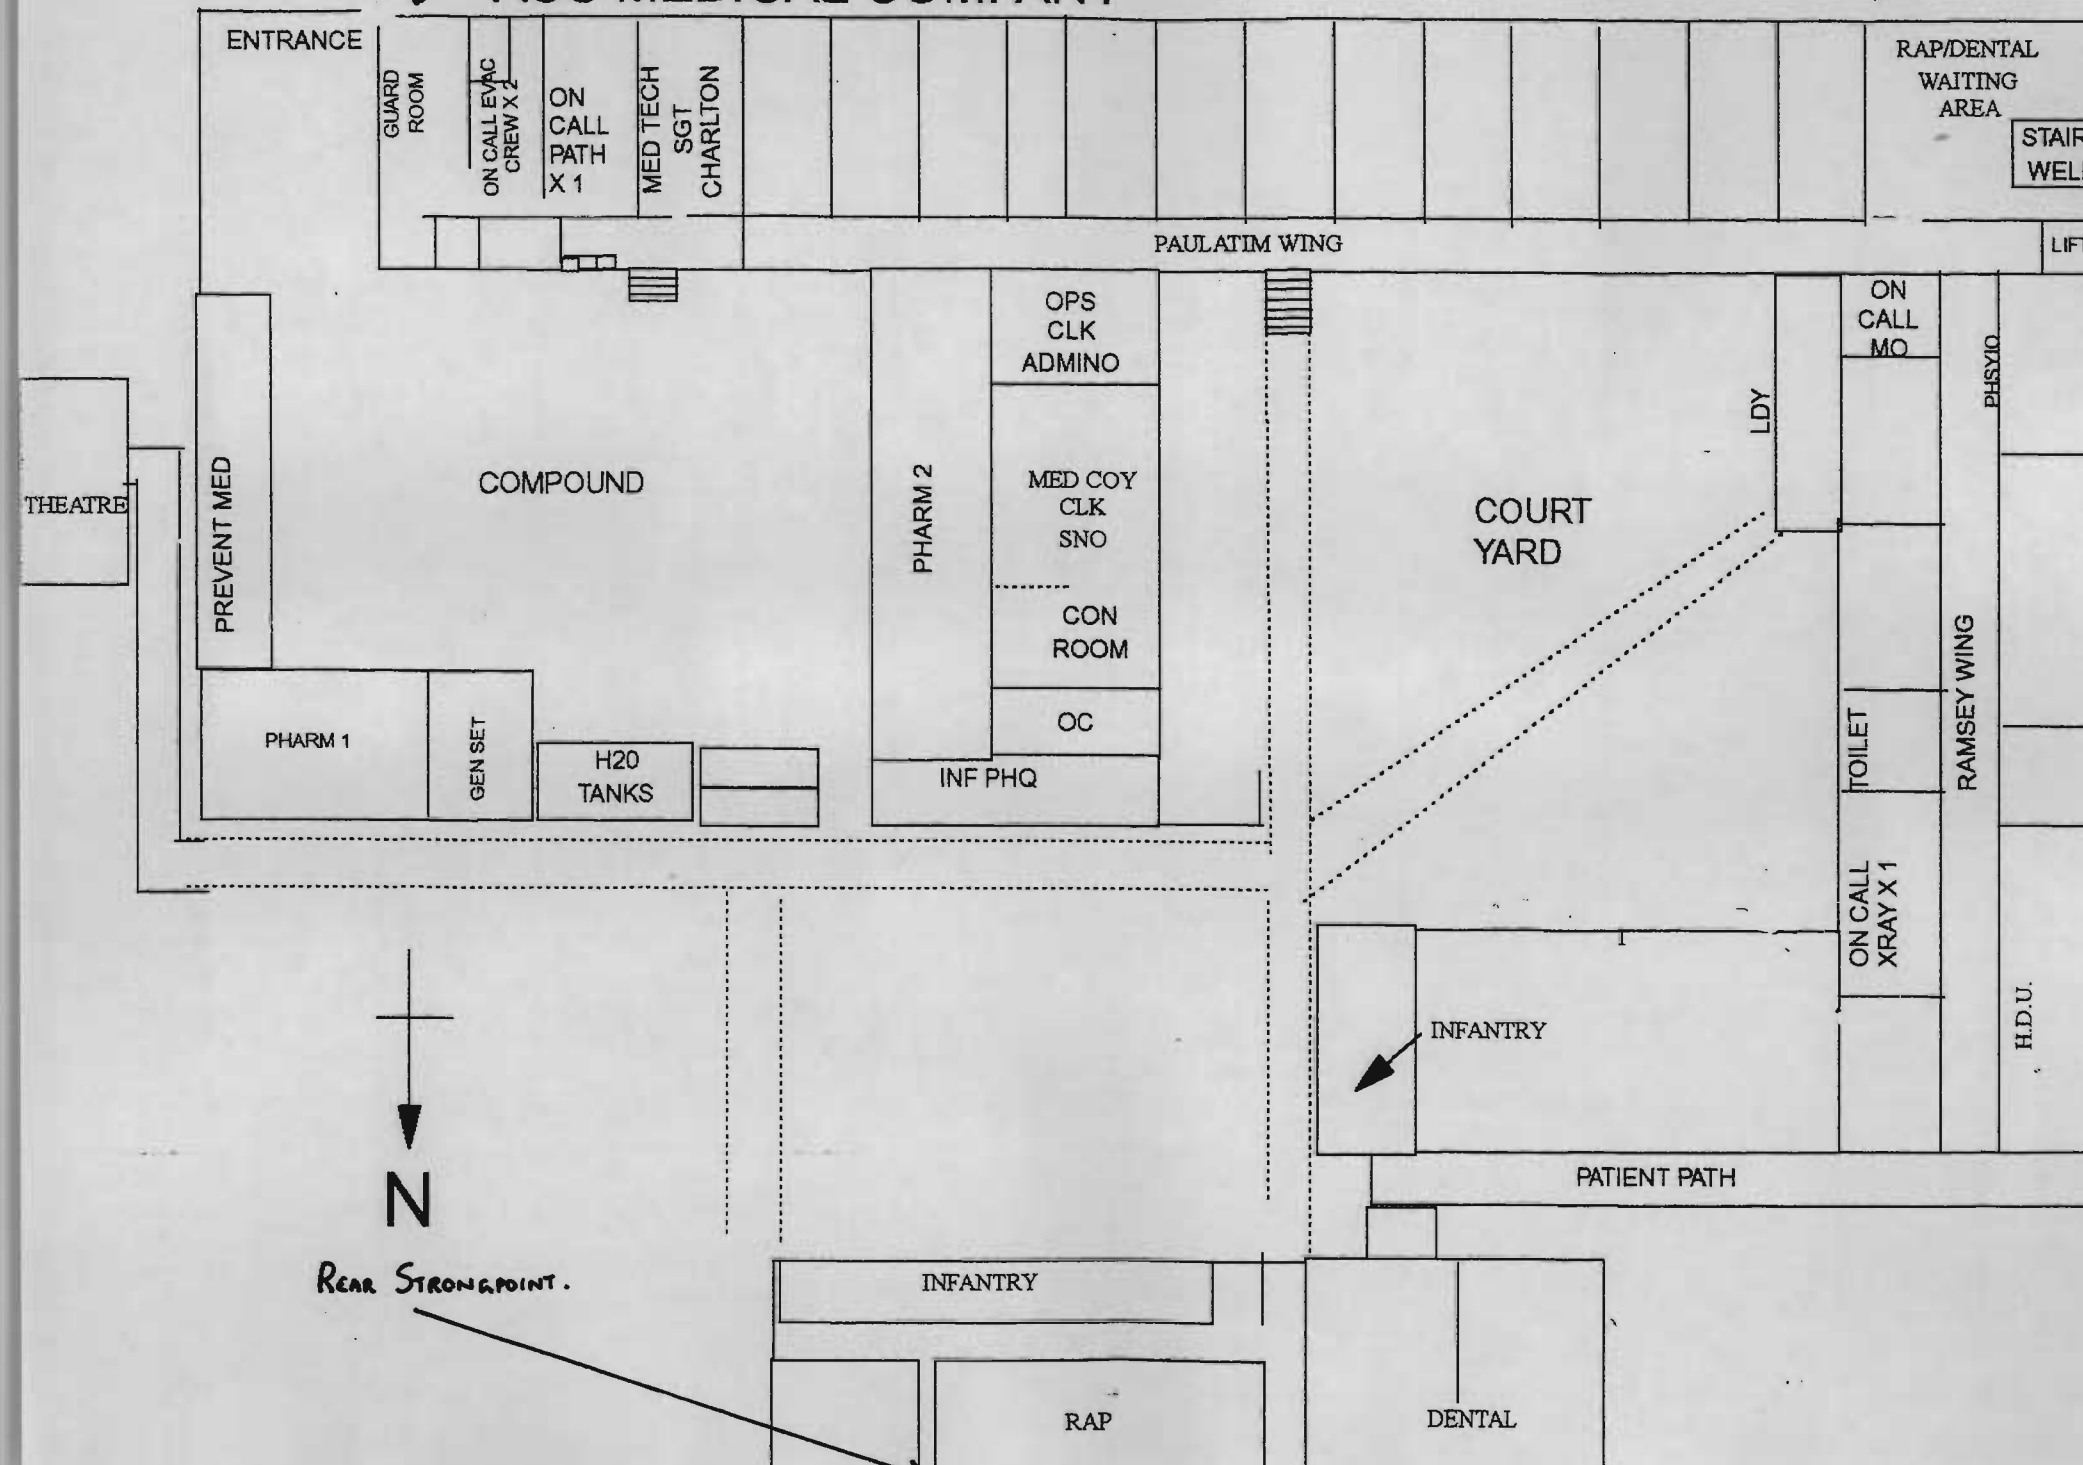 MEDICAL COMPANY
ENTRANCE
GUARD
ROOM
ON CALL EVAC
CREW X 2
ON
CALL
PATH
X 1
MED TECH
SGT
CHARLTON
RAP/DENTAL
WAITING
AREA
STAIR
WEL
PAULATIM WING
LIFT
OPS
CLK
ADMINO
ON
CALL
MO
PHSYIO
LDY
THEATRE
PREVENT MED
COMPOUND
PHARM 2
MED COY
CLK
SNO
COURT
YARD
CON
ROOM
RAMSEY WING
OC
TOILET
PHARM 1
GEN SET
H20
TANKS
INF PHQ
ON CALL
XRAY X 1
H.D.U.
INFANTRY
N
PATIENT PATH
REAR STRONGPOINT.
INFANTRY
RAP
DENTAL